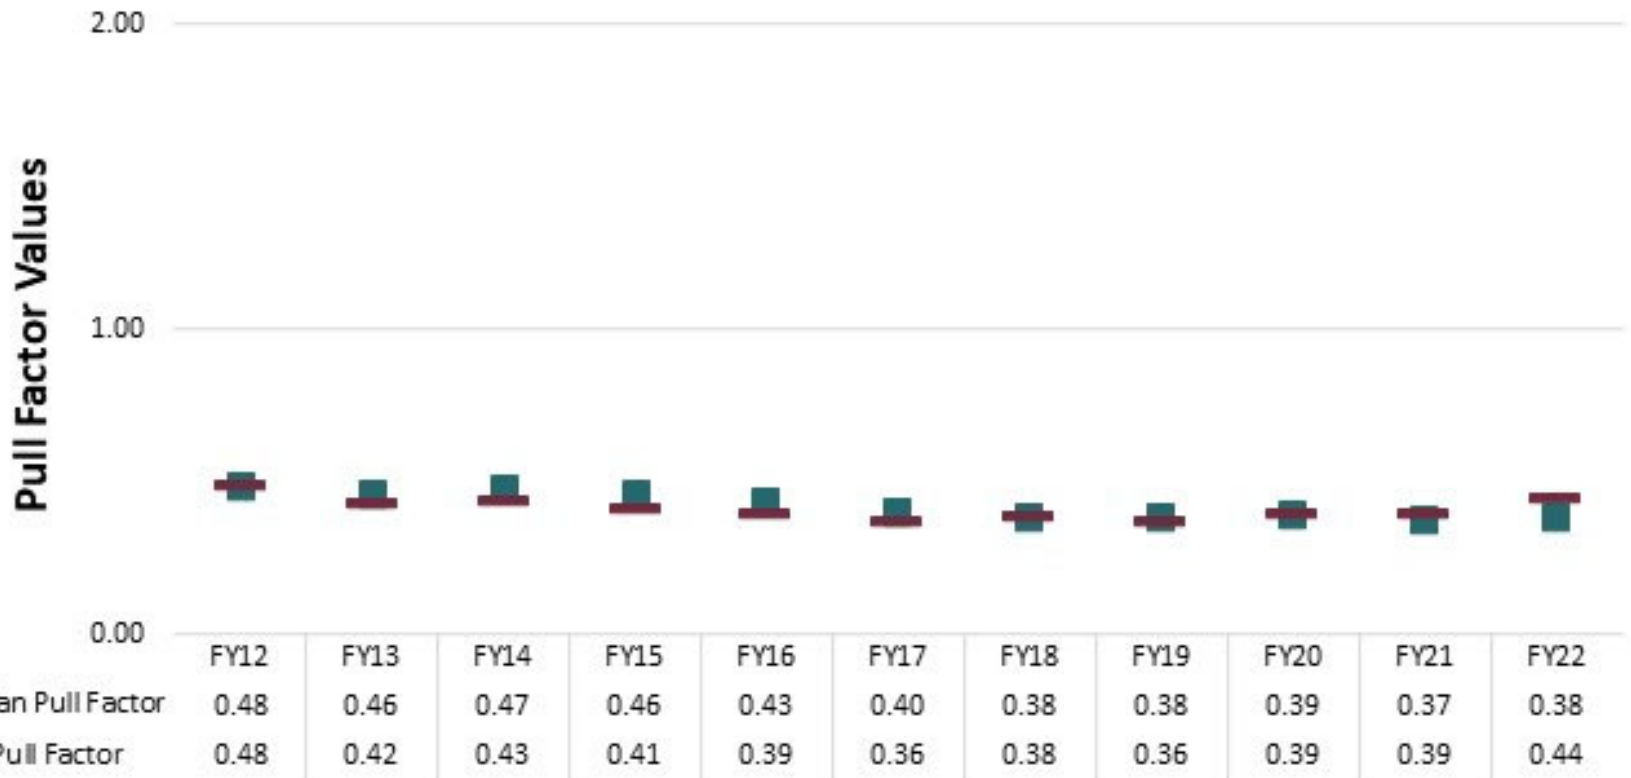 2.00
Pull Factor Values
1.00
0.00
FY12 FY13 FY14 FY15 FY16 FY17 FY18 FY19 FY20 FY21 FY22
Pull Factor 0.48 0.46 0.47 0.46 0.43 0.40 0.38 0.38 0.39 0.37 0.38
Pull Factor 0.48 0.42 0.43 0.41 0.39 0.36 0.38 0.36 0.39 0.39 0.44